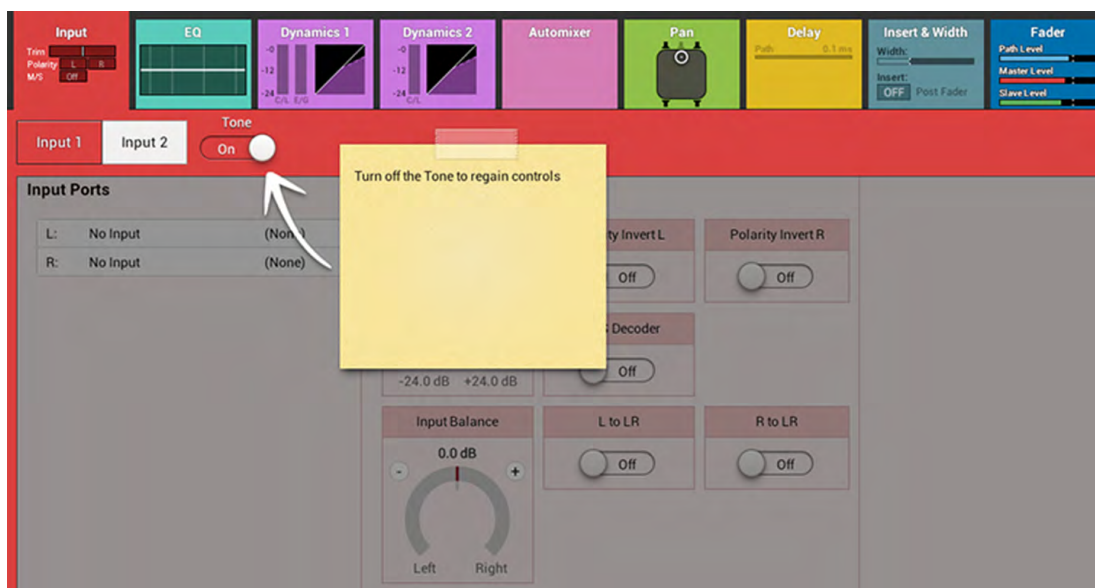 Input
Trim
Polarity L R
M/S Off
EQ
Dynamics 1
-0
-12
-24
C/L E/G
Dynamics 2
-0
-12
-24
C/L
Automixer
Pan
Delay
Path 0.1 ms
Insert & Width
Width:
Insert:
OFF Post Fader
Fader
Path Level
Master Level
Slave Level
Input 1
Input 2
Tone
On
Turn off the Tone to regain controls
Input Ports
L: No Input (None)
R: No Input (None)
ty Invert L
Off
Polarity Invert R
Off
-24.0 dB +24.0 dB
Decoder
Off
Input Balance
0.0 dB
- +
Left Right
L to LR
Off
R to LR
Off